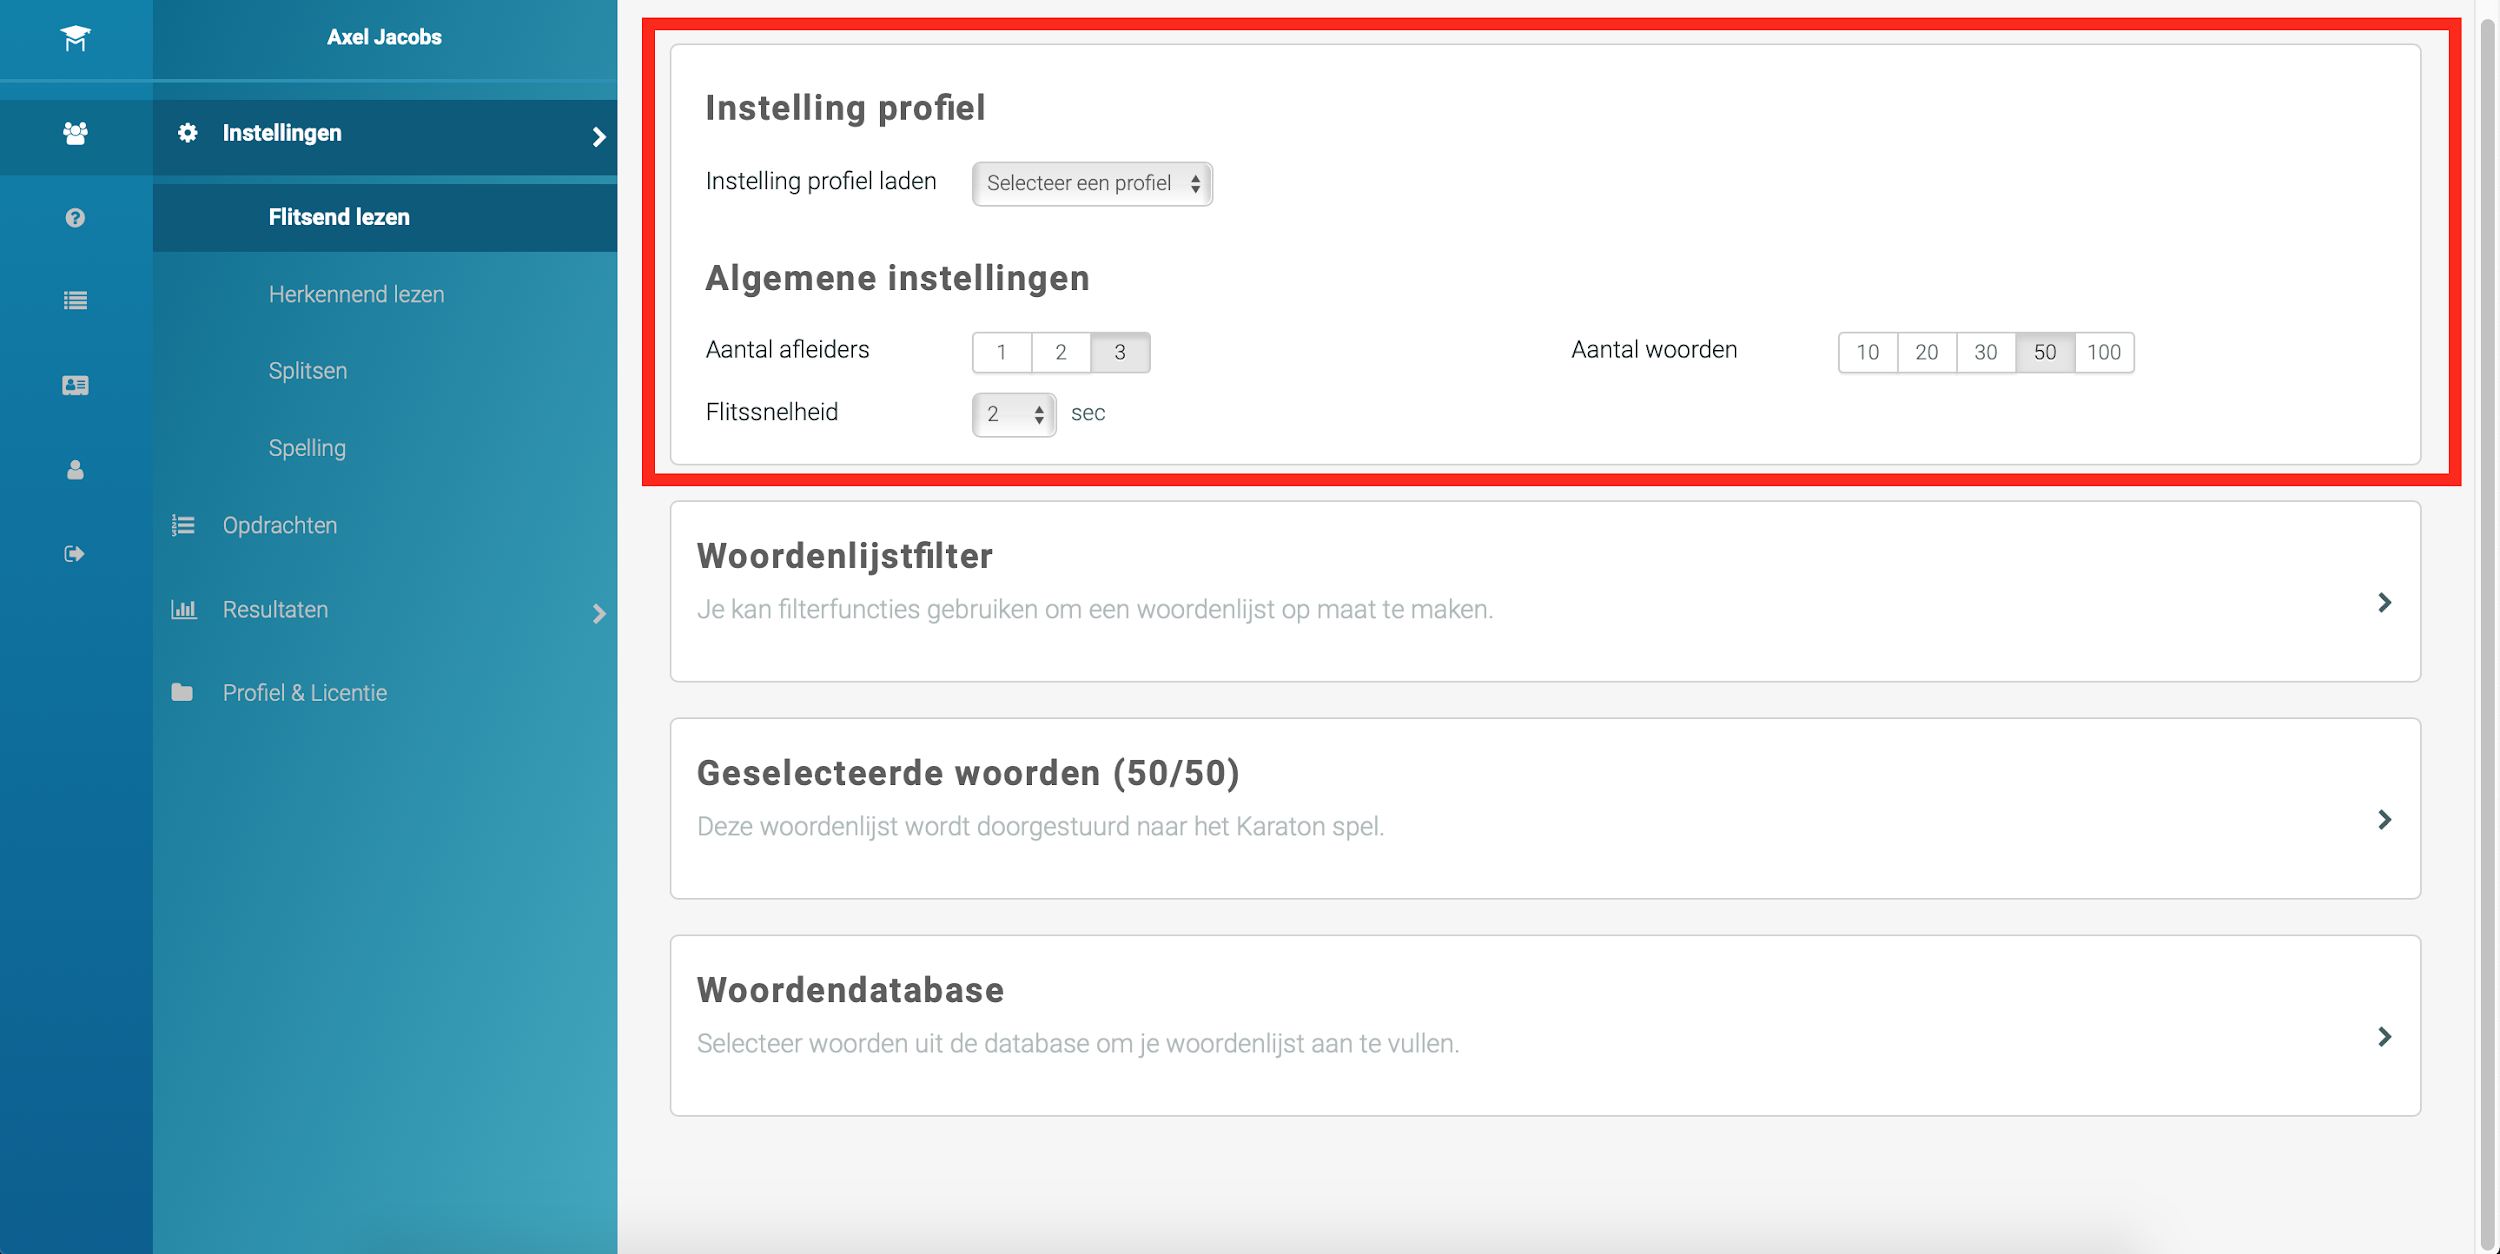 Axel Jacobs
Instellingen
Flitsend lezen
Herkennend lezen
Splitsen
Spelling
Opdrachten
Resultaten
Profiel & Licentie
Instelling profiel
Instelling profiel laden Selecteer een profiel
Algemene instellingen
Aantal afleiders 1 2 3 Aantal woorden 10 20 30 50 100
Flitssnelheid 2 sec
Woordenlijstfilter
Je kan filterfuncties gebruiken om een woordenlijst op maat te maken.
Geselecteerde woorden (50/50)
Deze woordenlijst wordt doorgestuurd naar het Karaton spel.
Woordendatabase
Selecteer woorden uit de database om je woordenlijst aan te vullen.